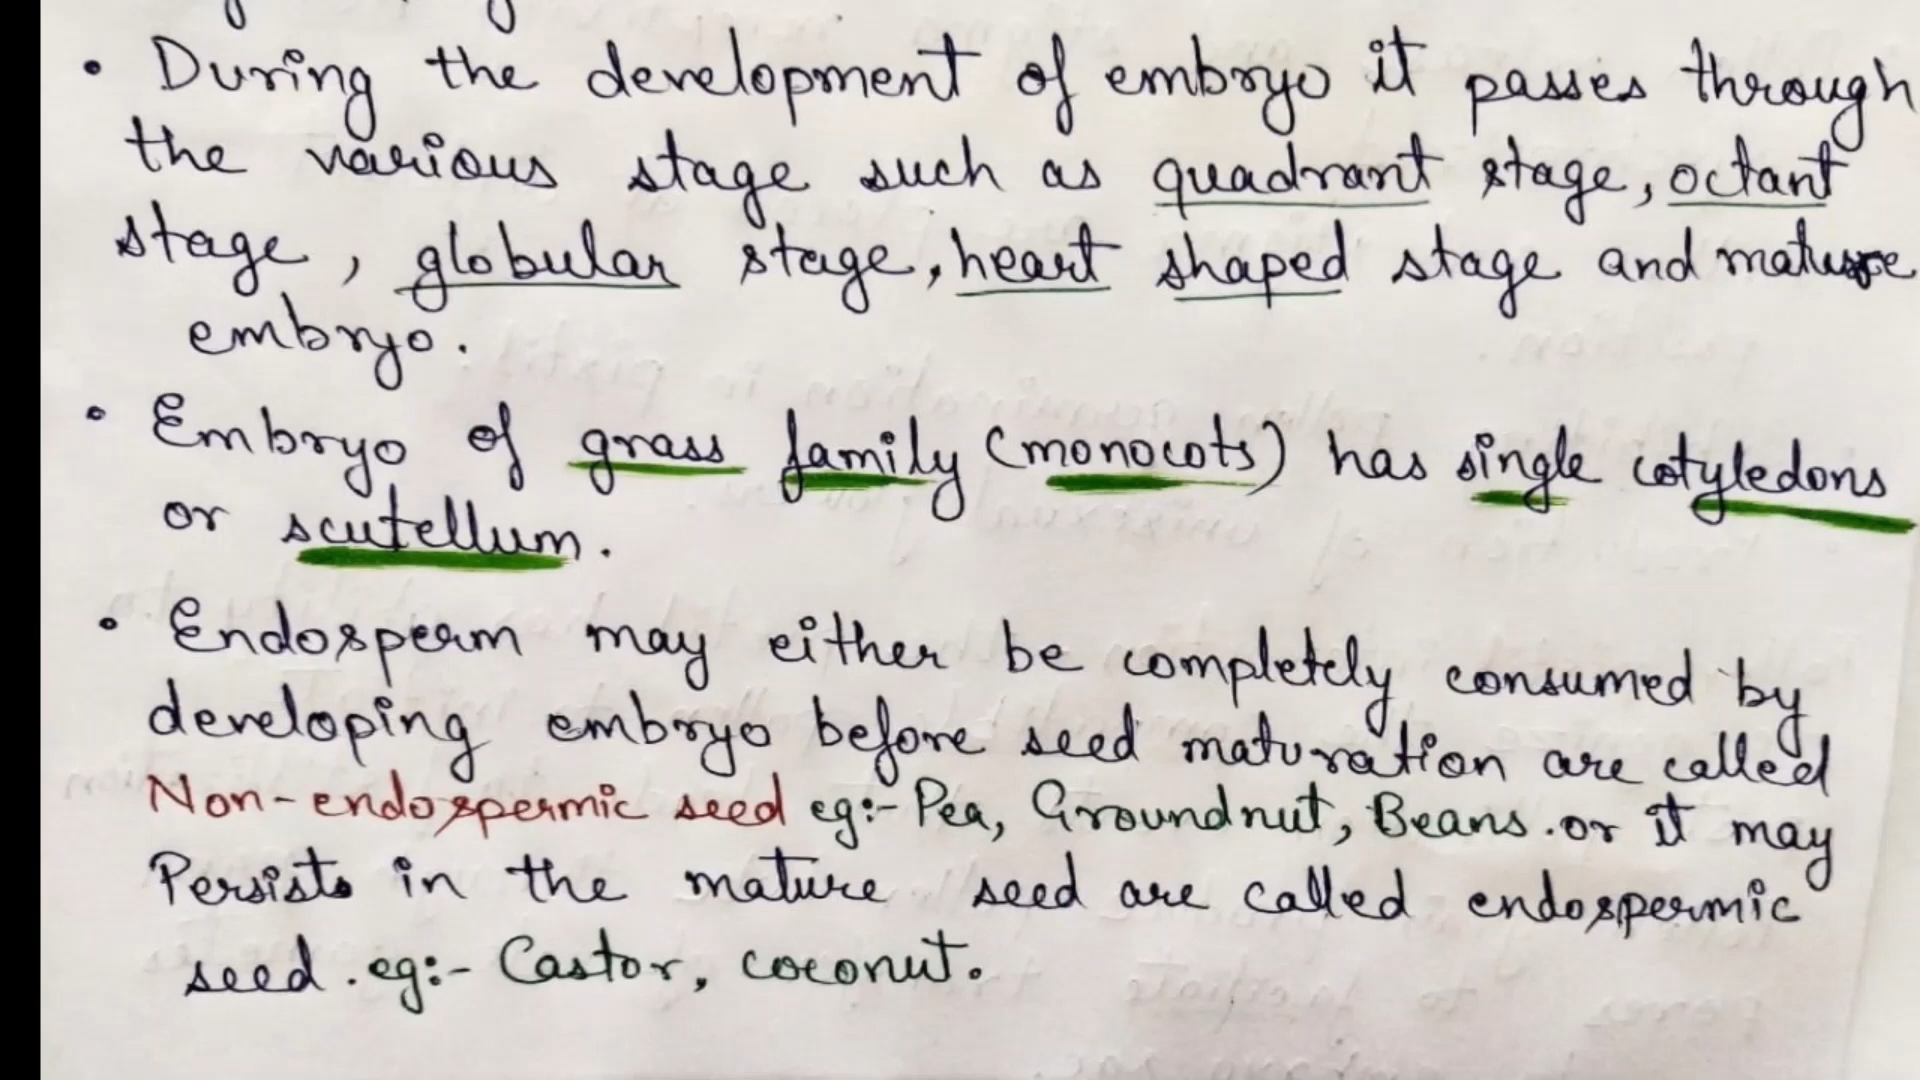 • During the development of embryo it passes through
the various stage such as quadrant stage, octant
stage, globular stage, heart shaped stage and mature
embryo.
• Embryo of grass family (monocots) has single cotyledons
or scutellum.
• Endosperm may either be completely consumed by
developing embryo before seed maturation are called
Non-endospermic seed eg:- Pea, Groundnut, Beans. or it may
Persists in the mature seed are called endospermic
seed. eg:- Castor, coconut.